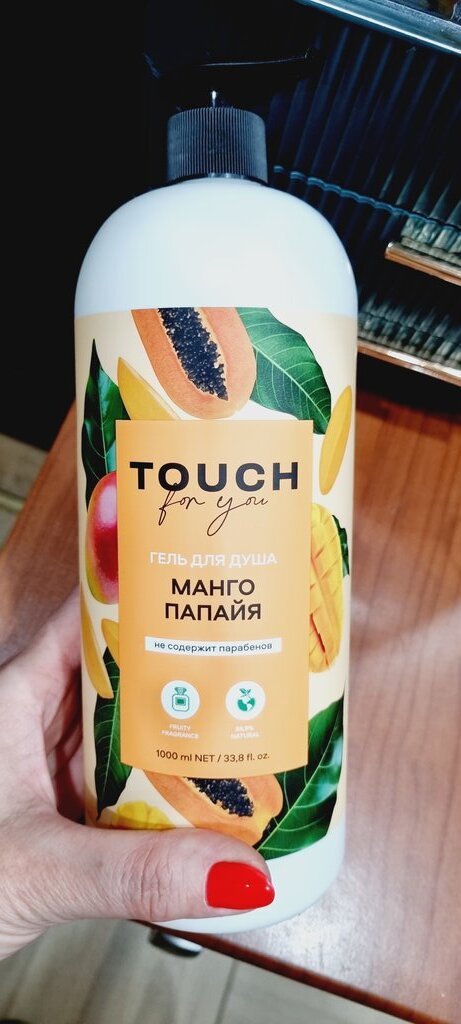 TOUCH
for you
ГЕЛЬ ДЛЯ ДУША
МАНГО
ПАПАЙЯ
не содержит парабенов
FRUITY
FRAGRANCE
NATURAL
1000 ml NET / 33,8 fl. oz.